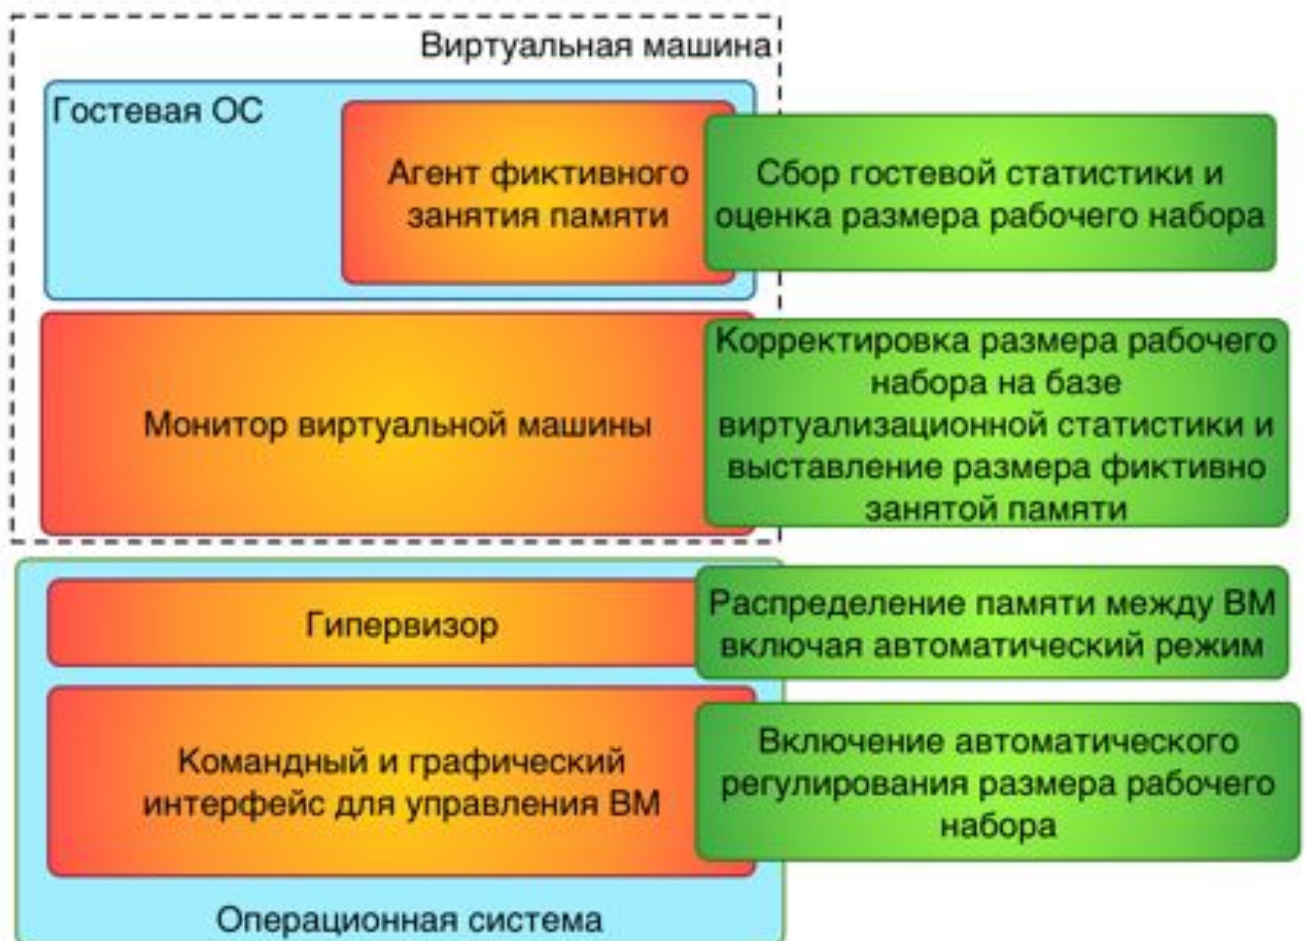 Виртуальная машина
Гостевая ОС
Агент фиктивного
занятия памяти
Сбор гостевой статистики и
оценка размера рабочего набора
Монитор виртуальной машины
Корректировка размера рабочего
набора на базе
виртуализационной статистики и
выставление размера фиктивно
занятой памяти
Гипервизор
Распределение памяти между ВМ
включая автоматический режим
Командный и графический
интерфейс для управления ВМ
Включение автоматического
регулирования размера рабочего
набора
Операционная система